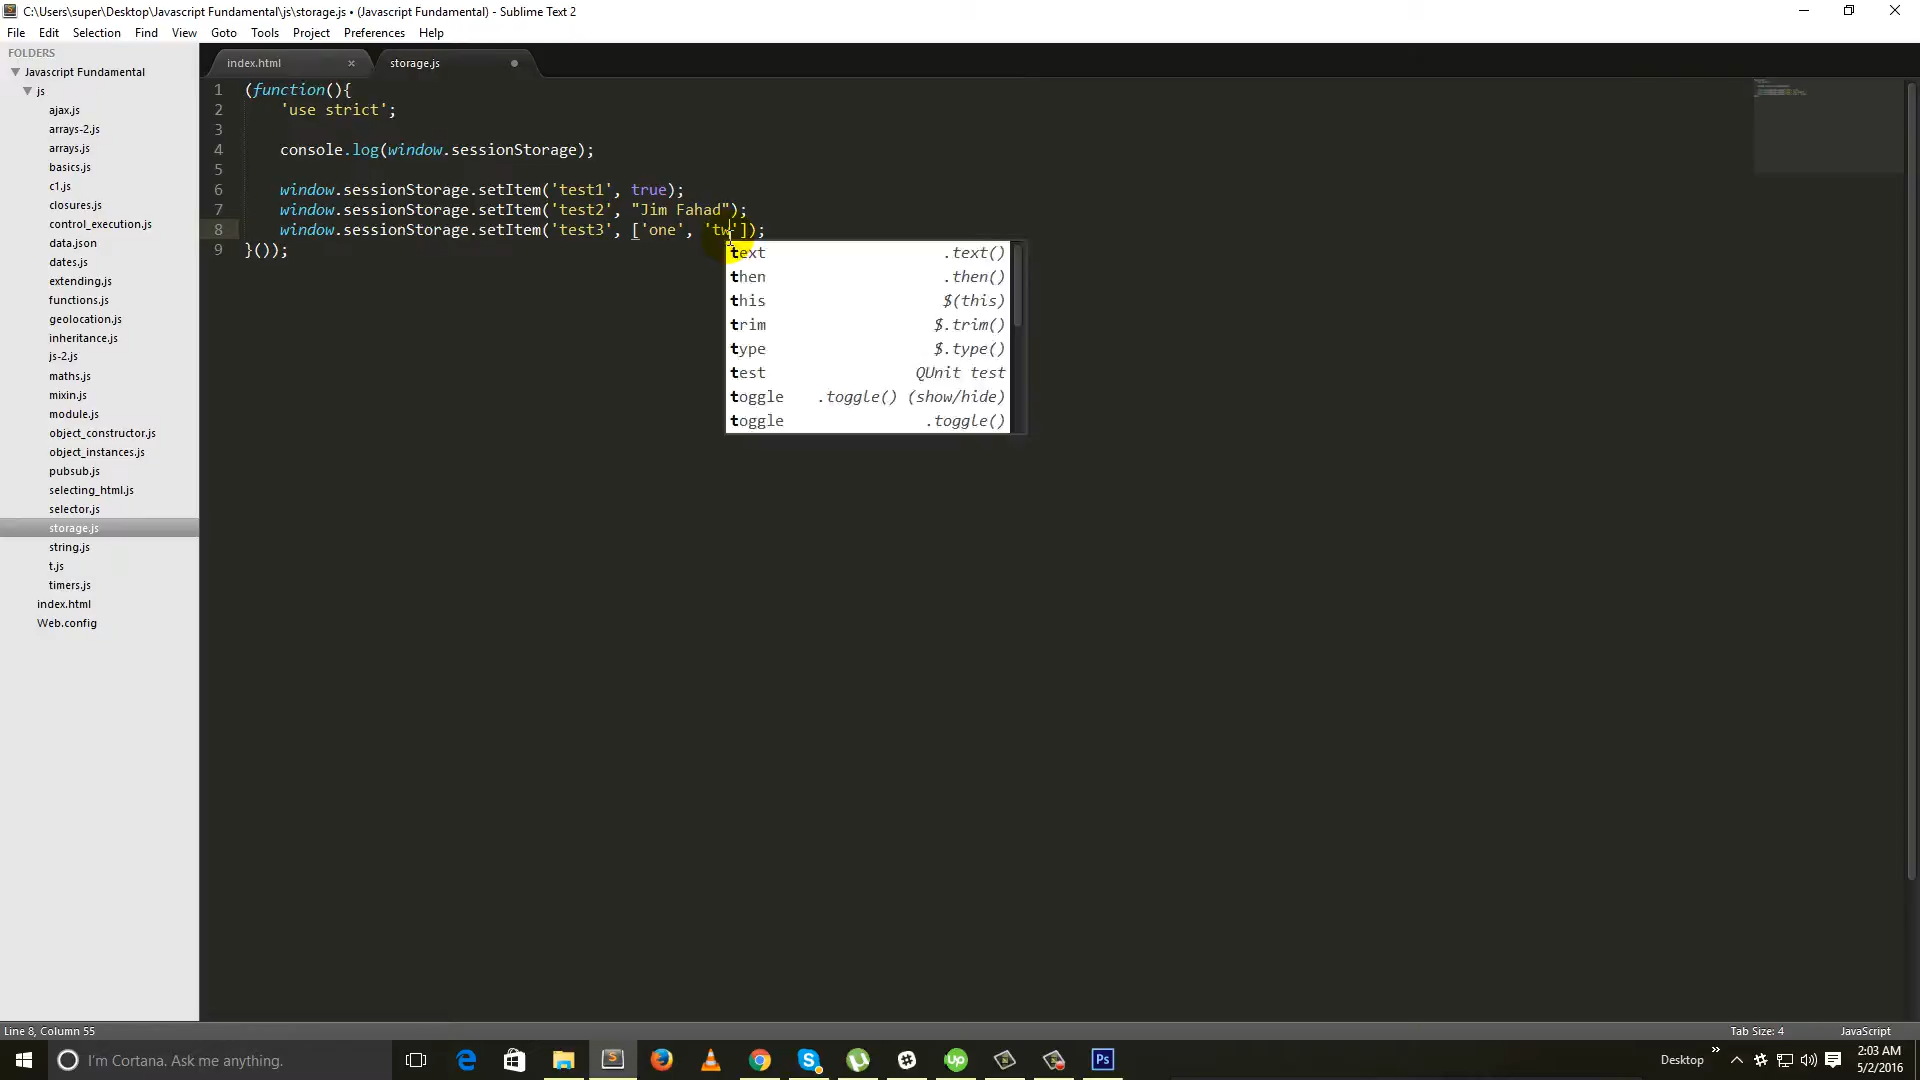 C:\Users\super\Desktop\Javascript Fundamental\js\storage.js • (Javascript Fundamental) - Sublime Text 2
File Edit Selection Find View Goto Tools Project Preferences Help
FOLDERS
Javascript Fundamental
js
ajax.js
arrays-2.js
arrays.js
basics.js
c1.js
closures.js
control_execution.js
data.json
dates.js
extending.js
functions.js
geolocation.js
inheritance.js
js-2.js
maths.js
mixin.js
module.js
object_constructor.js
object_instances.js
pubsub.js
selecting_html.js
selector.js
storage.js
string.js
t.js
timers.js
index.html
Web.config
index.html storage.js
1 (function(){
2 'use strict';
3
4 console.log(window.sessionStorage);
5
6 window.sessionStorage.setItem('test1', true);
7 window.sessionStorage.setItem('test2', "Jim Fahad");
8 window.sessionStorage.setItem('test3', ['one', 'tw']);
9 }());
text .text()
then .then()
this $(this)
trim $.trim()
type $.type()
test QUnit test
toggle .toggle() (show/hide)
toggle .toggle()
Line 8, Column 55 Tab Size: 4 JavaScript
I'm Cortana. Ask me anything.
Up
Ps
Desktop
2:03 AM
5/2/2016